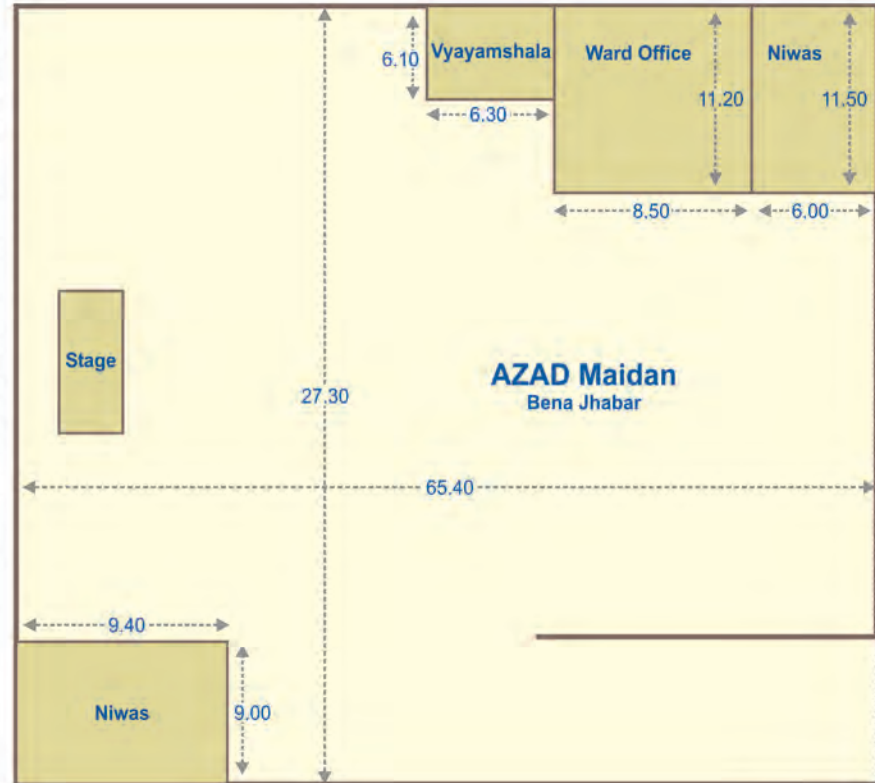 Vyayamshala
Ward Office
Niwas
6.10
11.20
11.50
6.30
8.50
6.00
Stage
AZAD Maidan
Bena Jhabar
27.30
65.40
9.40
Niwas
9.00